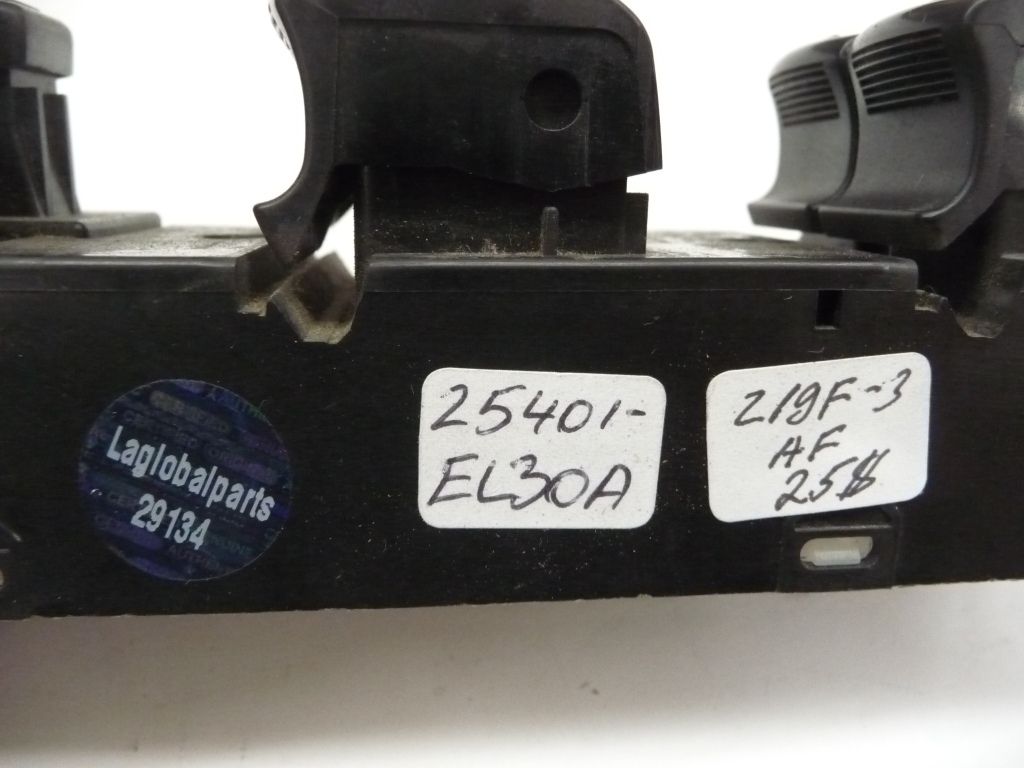 Laglobalparts
29134
25401-
EL30A
219F-3
AF
25$